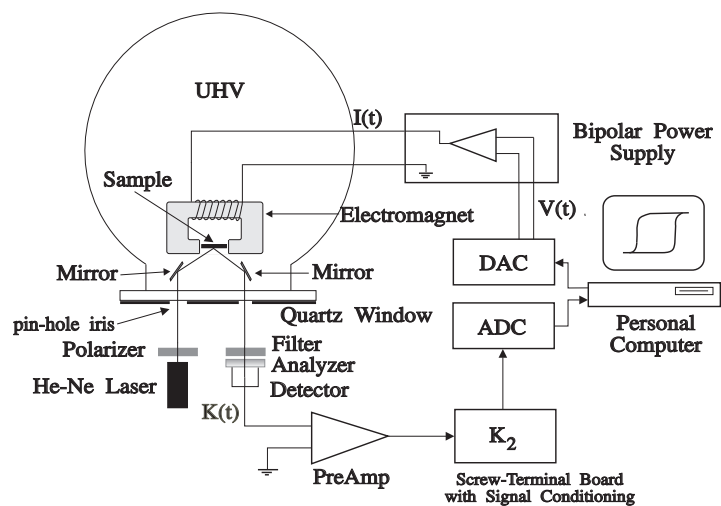 UHV
I(t)
Bipolar Power
Supply
Sample
V(t)
Electromagnet
DAC
Mirror
Mirror
Quartz Window
pin-hole iris
ADC
Personal
Computer
Polarizer
Filter
Analyzer
Detector
He-Ne Laser
K(t)
K2
PreAmp
Screw-Terminal Board
with Signal Conditioning